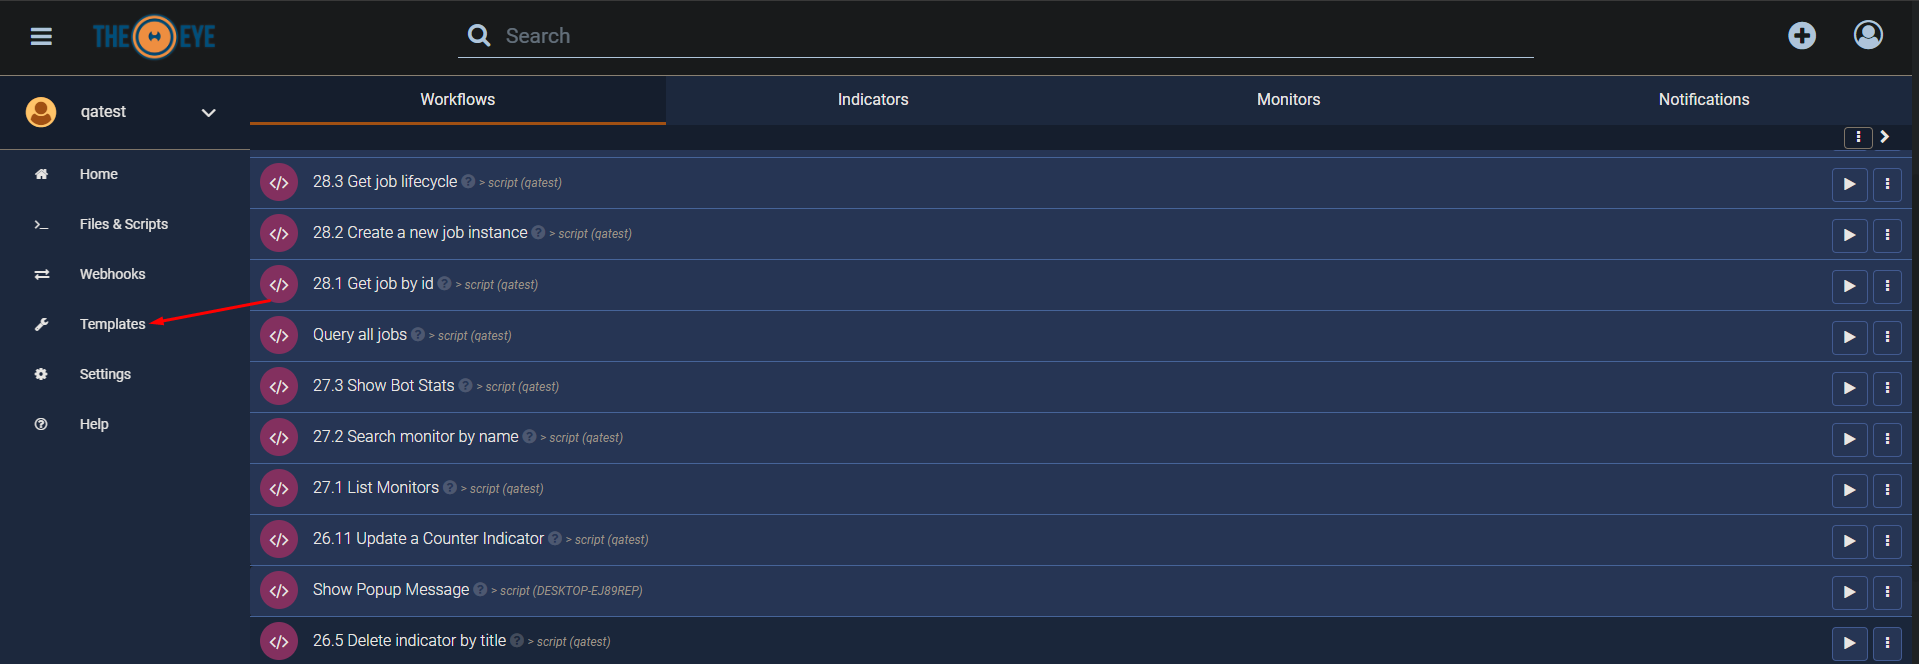 THE EYE
Search
qatest
Workflows
Indicators
Monitors
Notifications
Home
Files & Scripts
Webhooks
Templates
Settings
Help
28.3 Get job lifecycle ? > script (qatest)
28.2 Create a new job instance ? > script (qatest)
28.1 Get job by id ? > script (qatest)
Query all jobs ? > script (qatest)
27.3 Show Bot Stats ? > script (qatest)
27.2 Search monitor by name ? > script (qatest)
27.1 List Monitors ? > script (qatest)
26.11 Update a Counter Indicator ? > script (qatest)
Show Popup Message ? > script (DESKTOP-EJ89REP)
26.5 Delete indicator by title ? > script (qatest)